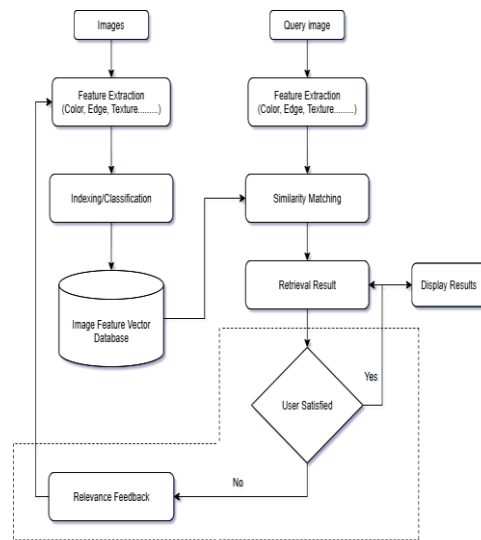 Images
Query image
Feature Extraction
(Color, Edge, Texture.........)
Feature Extraction
(Color, Edge, Texture.........)
Indexing/Classification
Similarity Matching
Image Feature Vector
Database
Retrieval Result
Display Results
Yes
User Satisfied
No
Relevance Feedback